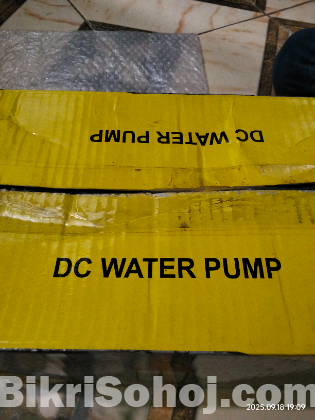 DC WATER PUMP
DC WATER PUMP
2025.09.18 19:09
BikriSohoj.com